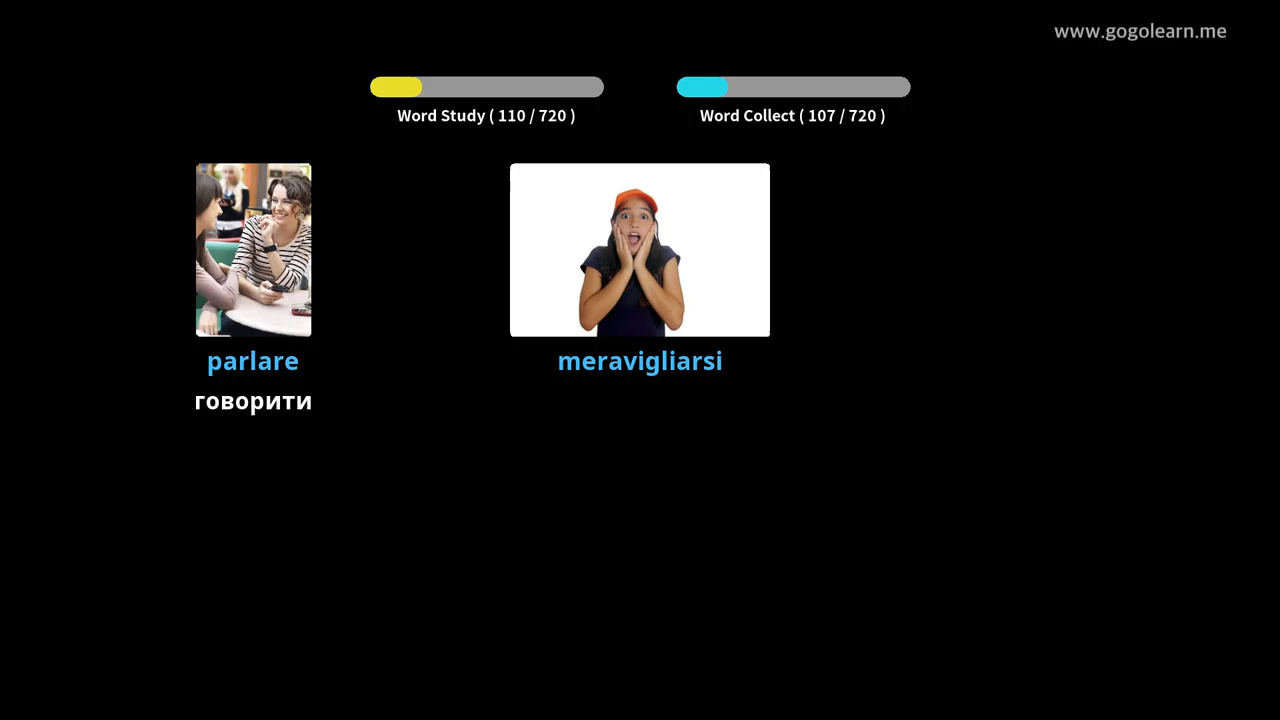 www.gogolearn.me
Word Study ( 110 / 720 )
Word Collect ( 107 / 720 )
parlare
meravigliarsi
говорити